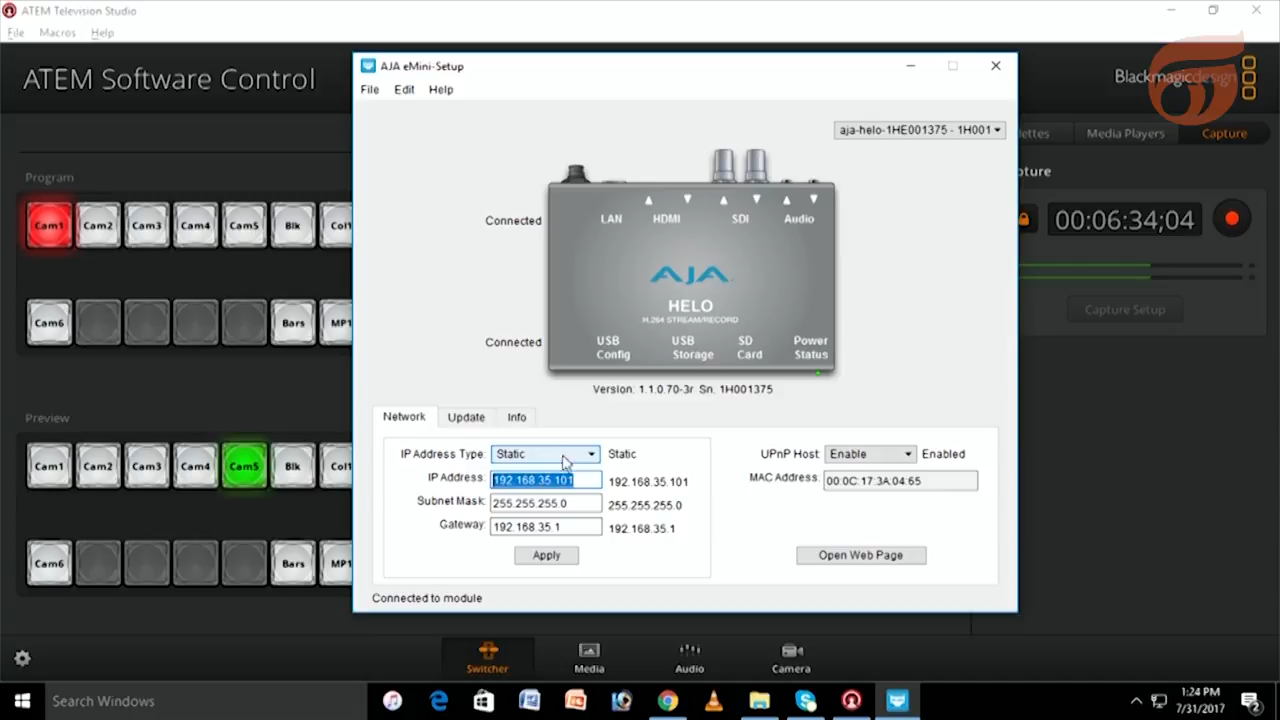 ATEM Television Studio
File Macros Help
ATEM Software Control
Blackmagicdesign
AJA eMini-Setup
File Edit Help
aja-helo-1HE001375 - 1H001
Media Players
Capture
Program
Cam1 Cam2 Cam3 Cam4 Cam5 Blk Col1
Cam6 Bars MP1
00:06:34;04
Capture Setup
Connected
LAN HDMI SDI Audio
AJA
HELO
H.264 STREAM/RECORD
Connected
USB Config
USB Storage
SD Card
Power Status
Version: 1.1.0.70-3r Sn. 1H001375
Network Update Info
IP Address Type: Static Static
IP Address: 192.168.35.101 192.168.35.101
Subnet Mask: 255.255.255.0 255.255.255.0
Gateway: 192.168.35.1 192.168.35.1
Apply
UPnP Host: Enable Enabled
MAC Address: 00:0C:17:3A:04:65
Open Web Page
Connected to module
Preview
Cam1 Cam2 Cam3 Cam4 Cam5 Blk Col1
Cam6 Bars MP1
Switcher Media Audio Camera
Search Windows
1:24 PM
7/31/2017
2